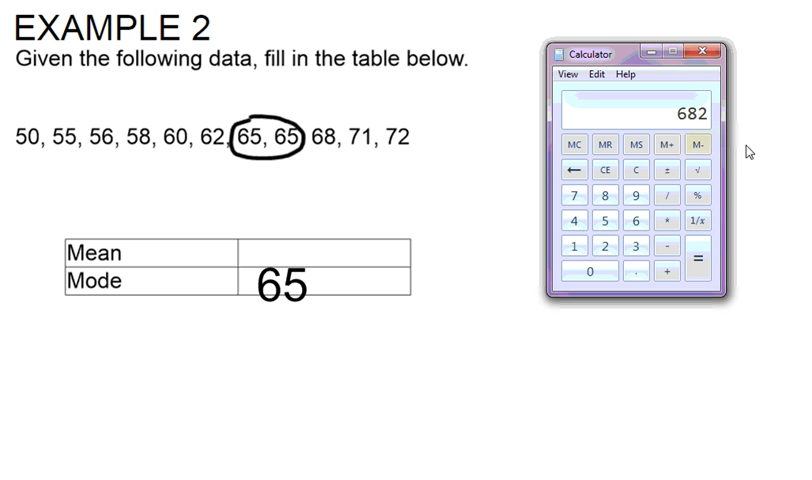 EXAMPLE 2
Given the following data, fill in the table below.
50, 55, 56, 58, 60, 62, 65, 65, 68, 71, 72
Mean
Mode 65
Calculator
View Edit Help
682
MC MR MS M+ M-
← CE C ± √
7 8 9 / %
4 5 6 * 1/x
1 2 3 - =
0 . +